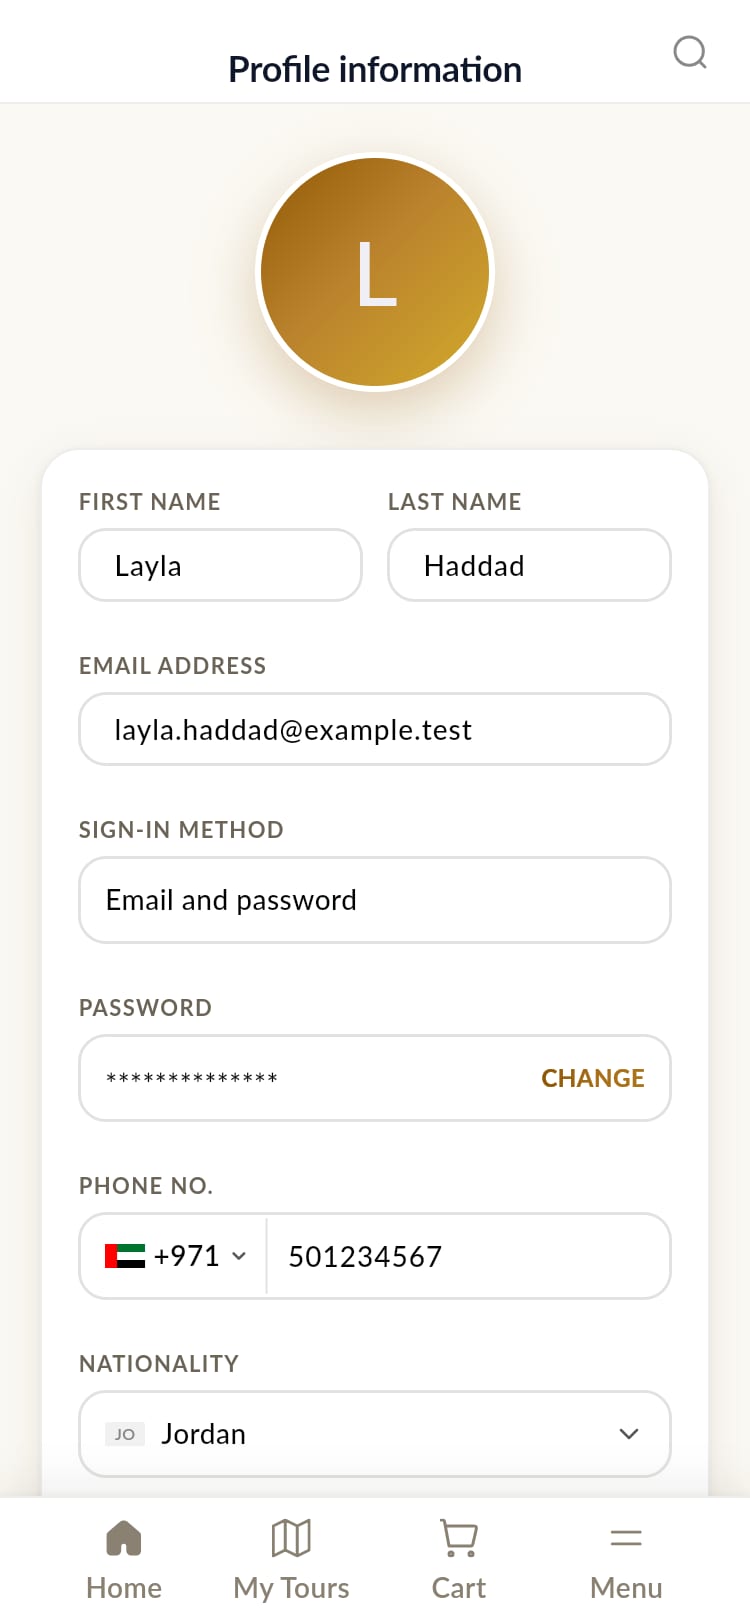 Profile information
L
FIRST NAME
LAST NAME
Layla
Haddad
EMAIL ADDRESS
layla.haddad@example.test
SIGN-IN METHOD
Email and password
PASSWORD
**************
CHANGE
PHONE NO.
+971
501234567
NATIONALITY
JO
Jordan
Home
My Tours
Cart
Menu